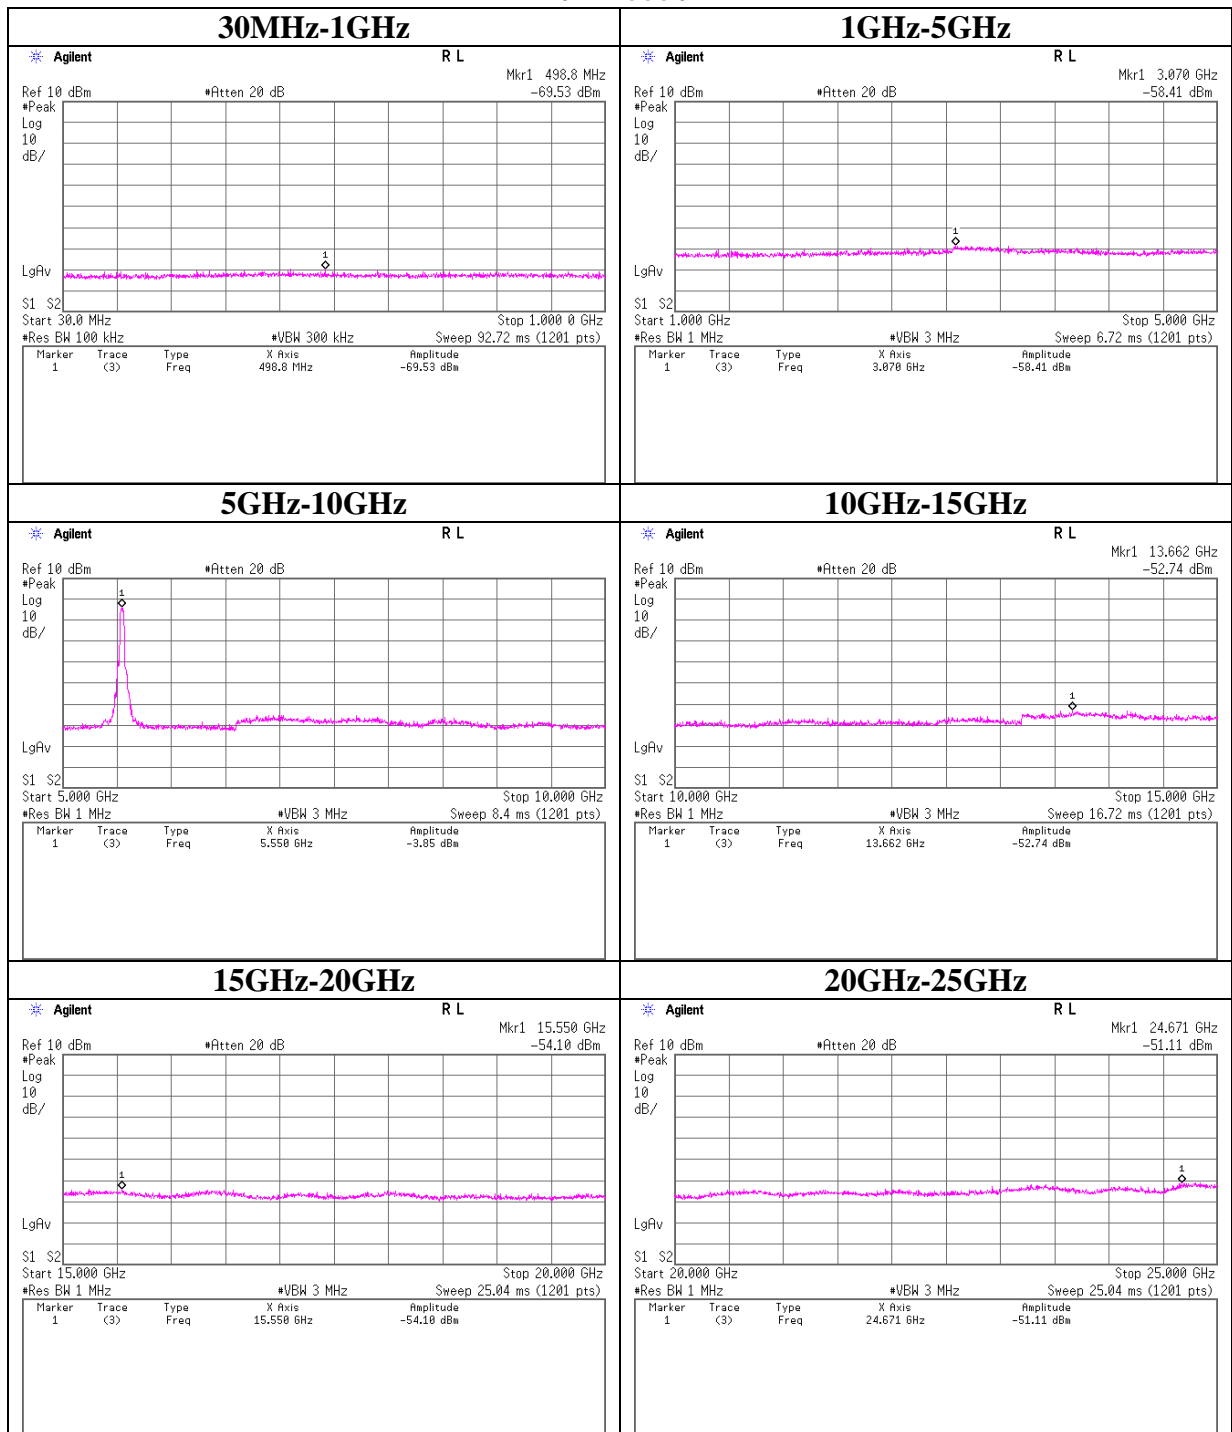 30MHz-1GHz
Agilent R L
Mkr1 498.8 MHz
Ref 10 dBm #Atten 20 dB -69.53 dBm
#Peak
Log
10
dB/
1
LgAv
S1 S2
Start 30.0 MHz Stop 1.000 0 GHz
#Res BW 100 kHz #VBW 300 kHz Sweep 92.72 ms (1201 pts)
Marker Trace Type X Axis Amplitude
1 (3) Freq 498.8 MHz -69.53 dBm
1GHz-5GHz
Agilent R L
Mkr1 3.070 GHz
Ref 10 dBm #Atten 20 dB -58.41 dBm
#Peak
Log
10
dB/
1
LgAv
S1 S2
Start 1.000 GHz Stop 5.000 GHz
#Res BW 1 MHz #VBW 3 MHz Sweep 6.72 ms (1201 pts)
Marker Trace Type X Axis Amplitude
1 (3) Freq 3.070 GHz -58.41 dBm
5GHz-10GHz
Agilent R L
Ref 10 dBm #Atten 20 dB
#Peak
Log
10
dB/
1
LgAv
S1 S2
Start 5.000 GHz Stop 10.000 GHz
#Res BW 1 MHz #VBW 3 MHz Sweep 8.4 ms (1201 pts)
Marker Trace Type X Axis Amplitude
1 (3) Freq 5.550 GHz -3.85 dBm
10GHz-15GHz
Agilent R L
Mkr1 13.662 GHz
Ref 10 dBm #Atten 20 dB -52.74 dBm
#Peak
Log
10
dB/
1
LgAv
S1 S2
Start 10.000 GHz Stop 15.000 GHz
#Res BW 1 MHz #VBW 3 MHz Sweep 16.72 ms (1201 pts)
Marker Trace Type X Axis Amplitude
1 (3) Freq 13.662 GHz -52.74 dBm
15GHz-20GHz
Agilent R L
Mkr1 15.550 GHz
Ref 10 dBm #Atten 20 dB -54.10 dBm
#Peak
Log
10
dB/
1
LgAv
S1 S2
Start 15.000 GHz Stop 20.000 GHz
#Res BW 1 MHz #VBW 3 MHz Sweep 25.04 ms (1201 pts)
Marker Trace Type X Axis Amplitude
1 (3) Freq 15.550 GHz -54.10 dBm
20GHz-25GHz
Agilent R L
Mkr1 24.671 GHz
Ref 10 dBm #Atten 20 dB -51.11 dBm
#Peak
Log
10
dB/
1
LgAv
S1 S2
Start 20.000 GHz Stop 25.000 GHz
#Res BW 1 MHz #VBW 3 MHz Sweep 25.04 ms (1201 pts)
Marker Trace Type X Axis Amplitude
1 (3) Freq 24.671 GHz -51.11 dBm